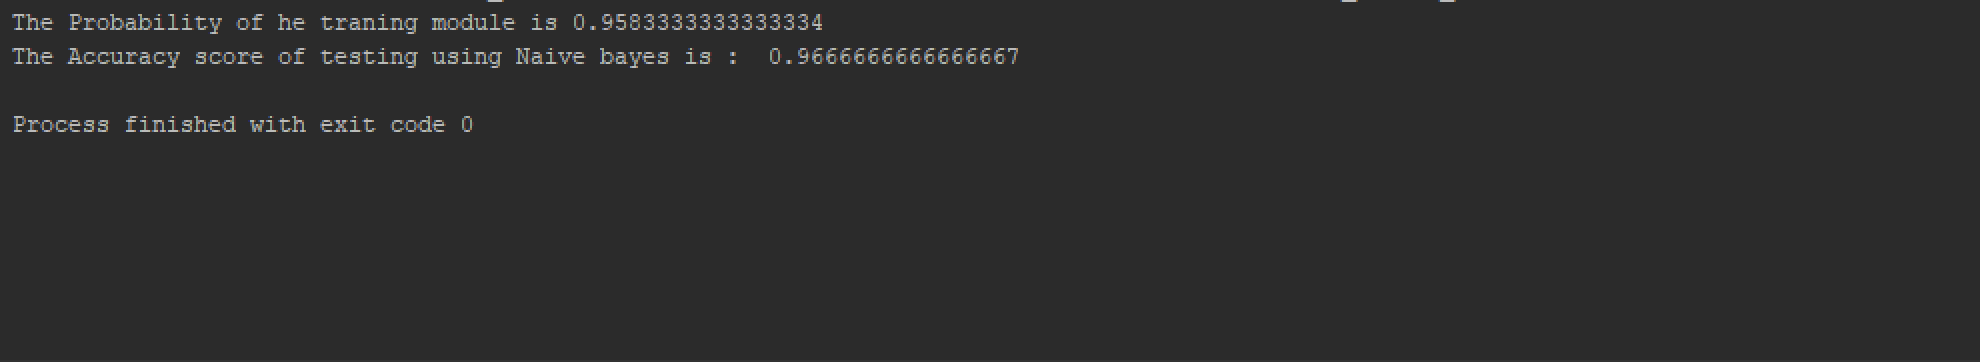 The Probability of he traning module is 0.9583333333333334
The Accuracy score of testing using Naive bayes is :  0.9666666666666667
Process finished with exit code 0